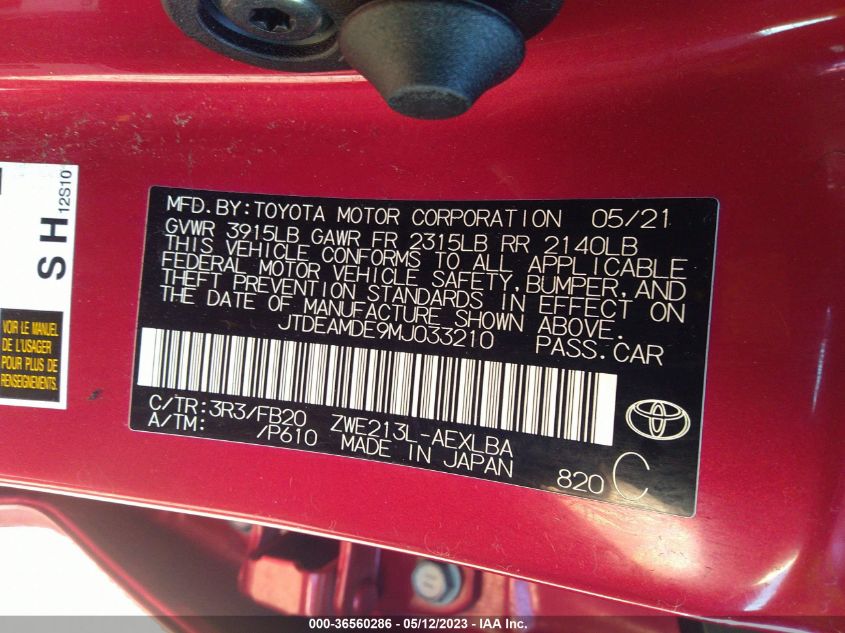 MFD.BY:TOYOTA MOTOR CORPORATION 05/21
GVWR 3915LB GAWR FR 2315LB RR 2140LB
THIS VEHICLE CONFORMS TO ALL APPLICABLE
FEDERAL MOTOR VEHICLE SAFETY,BUMPER,AND
THEFT PREVENTION STANDARDS IN EFFECT ON
THE DATE OF MANUFACTURE SHOWN ABOVE.
JTDEAMDE9MJ033210 PASS.CAR
C/TR:3R3/FB20 ZWE213L-AEXLBA
A/TM: /P610 MADE IN JAPAN
820 C
SH
12S10
VOIR LE
MANUEL DE
L'USAGER
POUR PLUS DE
RENSEIGNEMENTS.
000-36560286 - 05/12/2023 - IAA Inc.